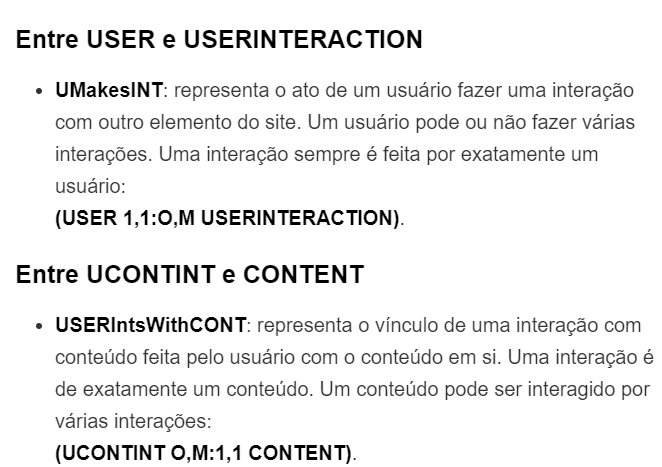 Entre USER e USERINTERACTION
• UMakesINT: representa o ato de um usuário fazer uma interação
com outro elemento do site. Um usuário pode ou não fazer várias
interações. Uma interação sempre é feita por exatamente um
usuário:
(USER 1,1:O,M USERINTERACTION).
Entre UCONTINT e CONTENT
• USERIntsWithCONT: representa o vínculo de uma interação com
conteúdo feita pelo usuário com o conteúdo em si. Uma interação é
de exatamente um conteúdo. Um conteúdo pode ser interagido por
várias interações:
(UCONTINT O,M:1,1 CONTENT).